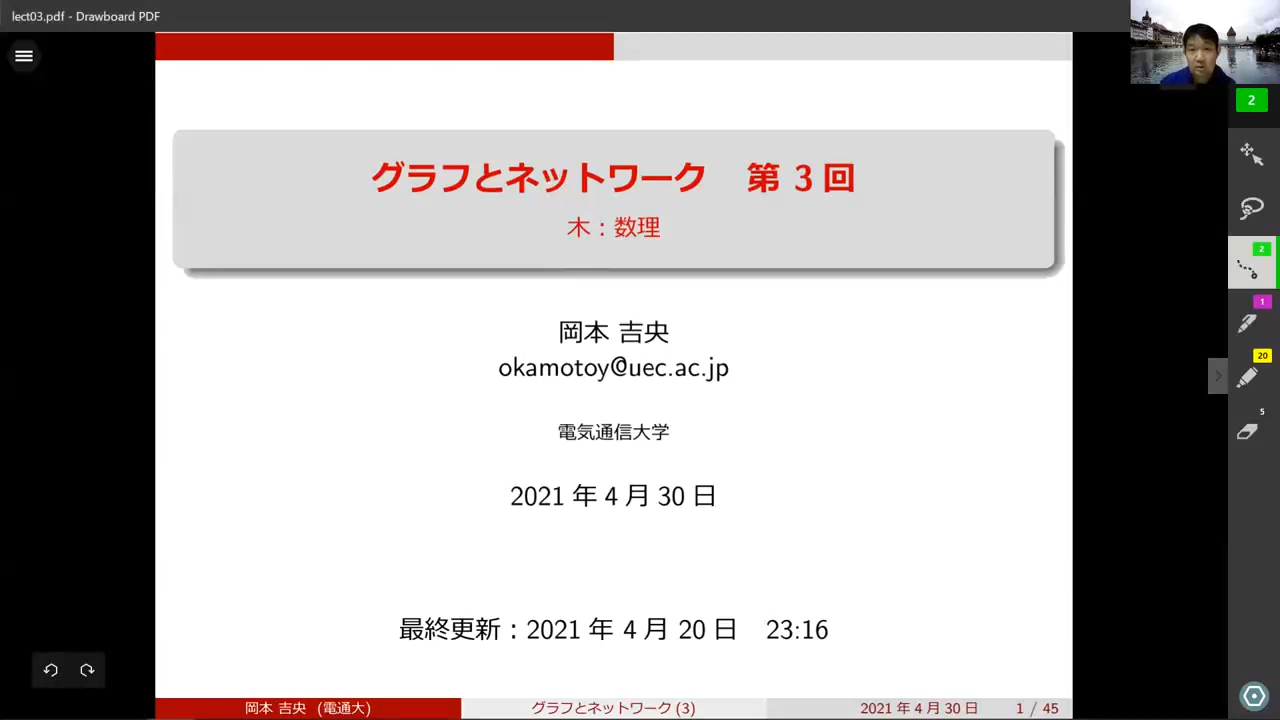 lect03.pdf - Drawboard PDF
グラフとネットワーク 第 3 回
木：数理
岡本 吉央
okamotoy@uec.ac.jp
電気通信大学
2021 年 4 月 30 日
最終更新：2021 年 4 月 20 日 23:16
岡本 吉央 (電通大)
グラフとネットワーク (3)
2021 年 4 月 30 日
1 / 45
2
2
1
20
5